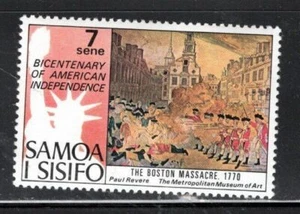 7
sene
BICENTENARY
OF AMERICAN
INDEPENDENCE
SAMOA
I SISIFO
THE BOSTON MASSACRE. 1770
Paul Revere The Metropolitan Museum of Art